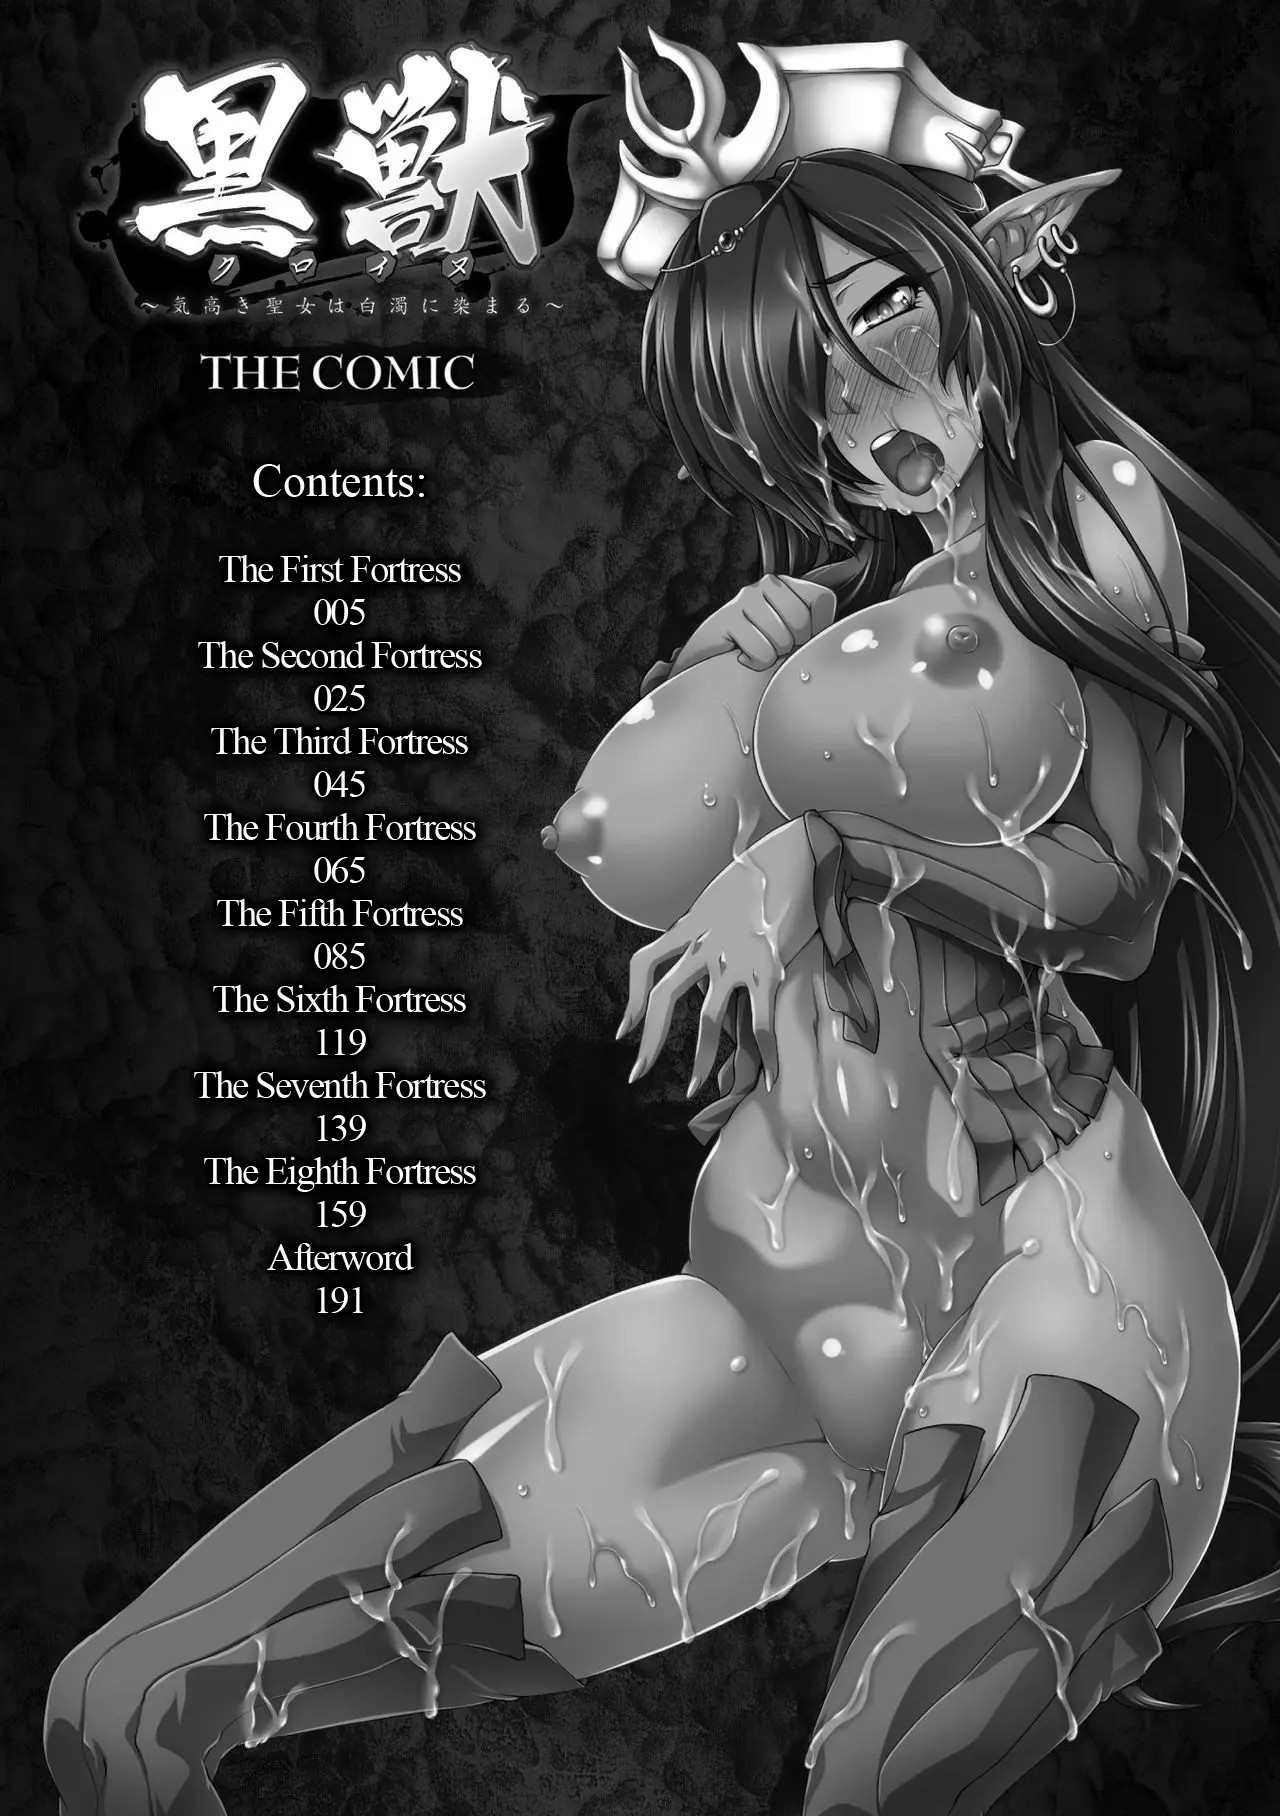 黒獣
クロイヌ
～気高き聖女は白濁に染まる～
THE COMIC
Contents:
The First Fortress
005
The Second Fortress
025
The Third Fortress
045
The Fourth Fortress
065
The Fifth Fortress
085
The Sixth Fortress
119
The Seventh Fortress
139
The Eighth Fortress
159
Afterword
191